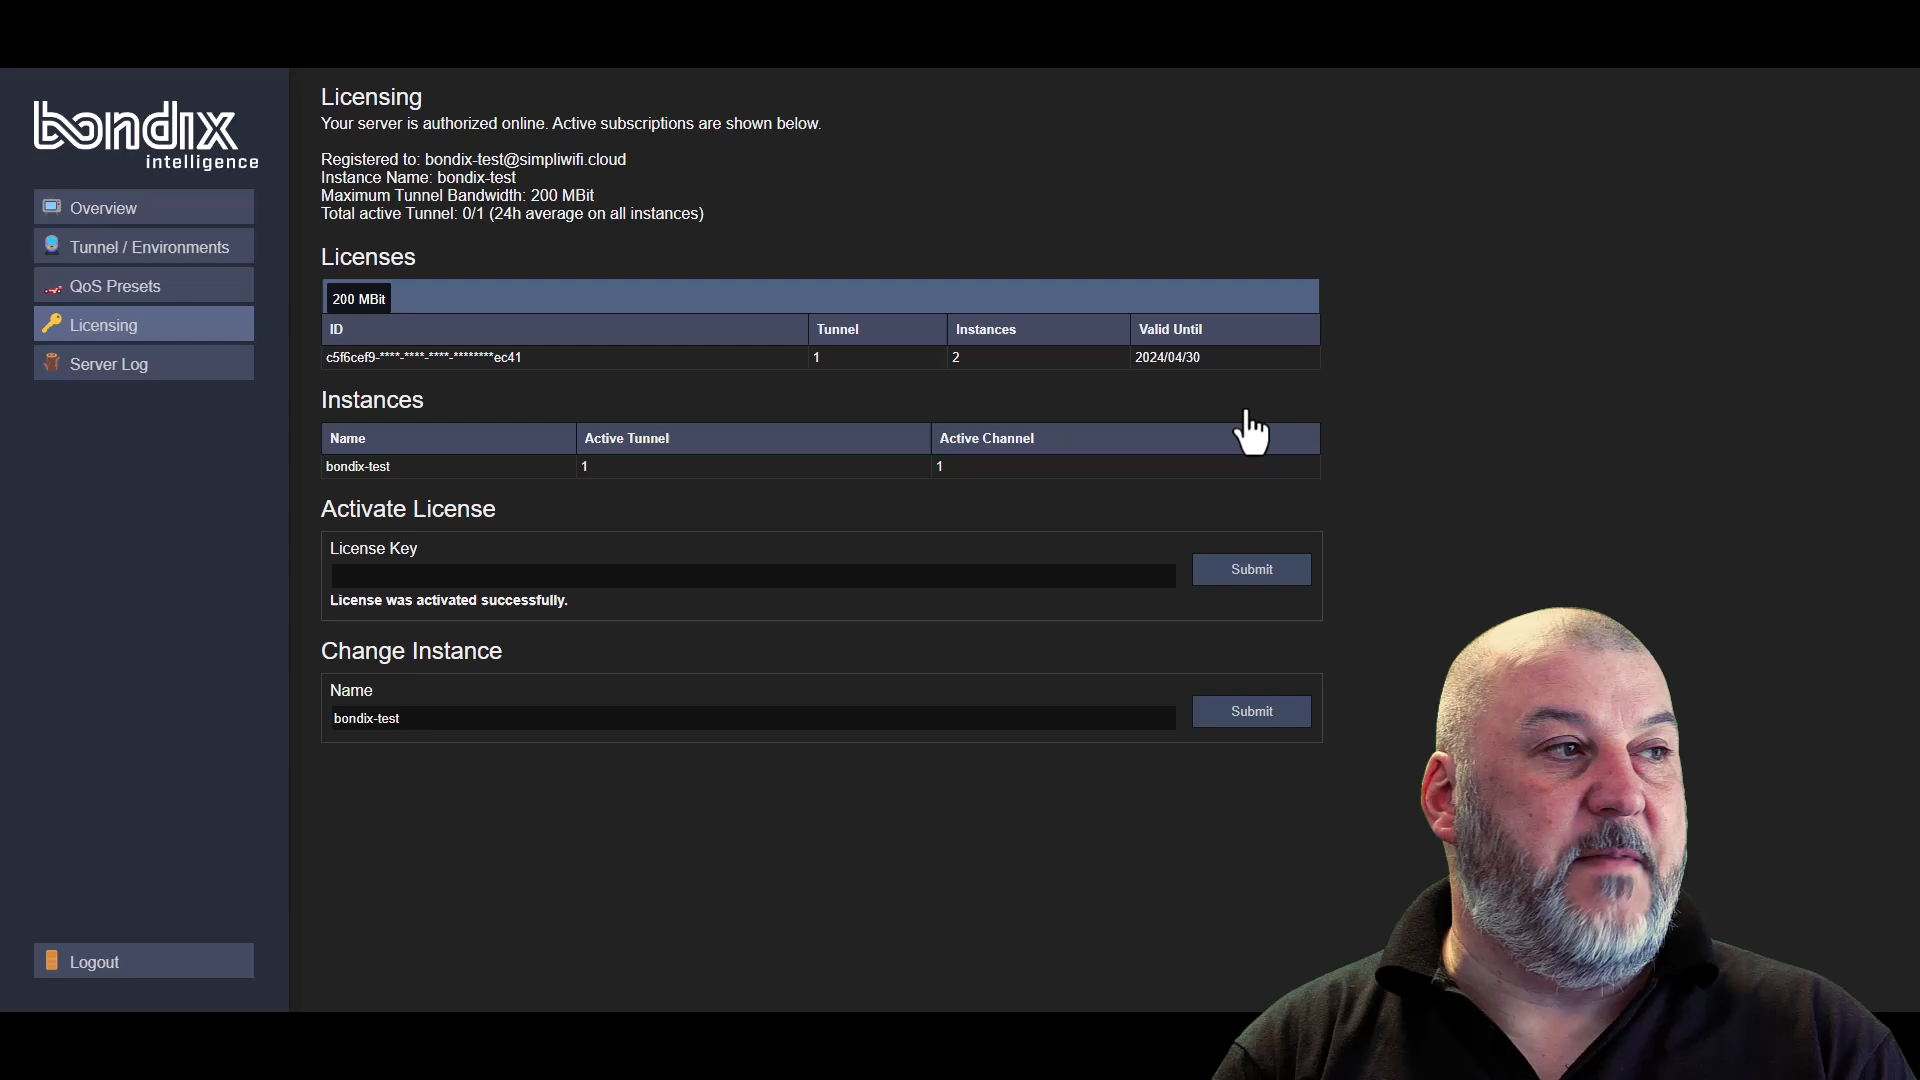 bondix
intelligence
Overview
Tunnel / Environments
QoS Presets
Licensing
Server Log
Logout
Licensing
Your server is authorized online. Active subscriptions are shown below.
Registered to: bondix-test@simpliwifi.cloud
Instance Name: bondix-test
Maximum Tunnel Bandwidth: 200 MBit
Total active Tunnel: 0/1 (24h average on all instances)
Licenses
200 MBit
ID Tunnel Instances Valid Until
c5f6cef9-****-****-****-********ec41 1 2 2024/04/30
Instances
Name Active Tunnel Active Channel
bondix-test 1 1
Activate License
License Key
Submit
License was activated successfully.
Change Instance
Name
bondix-test
Submit